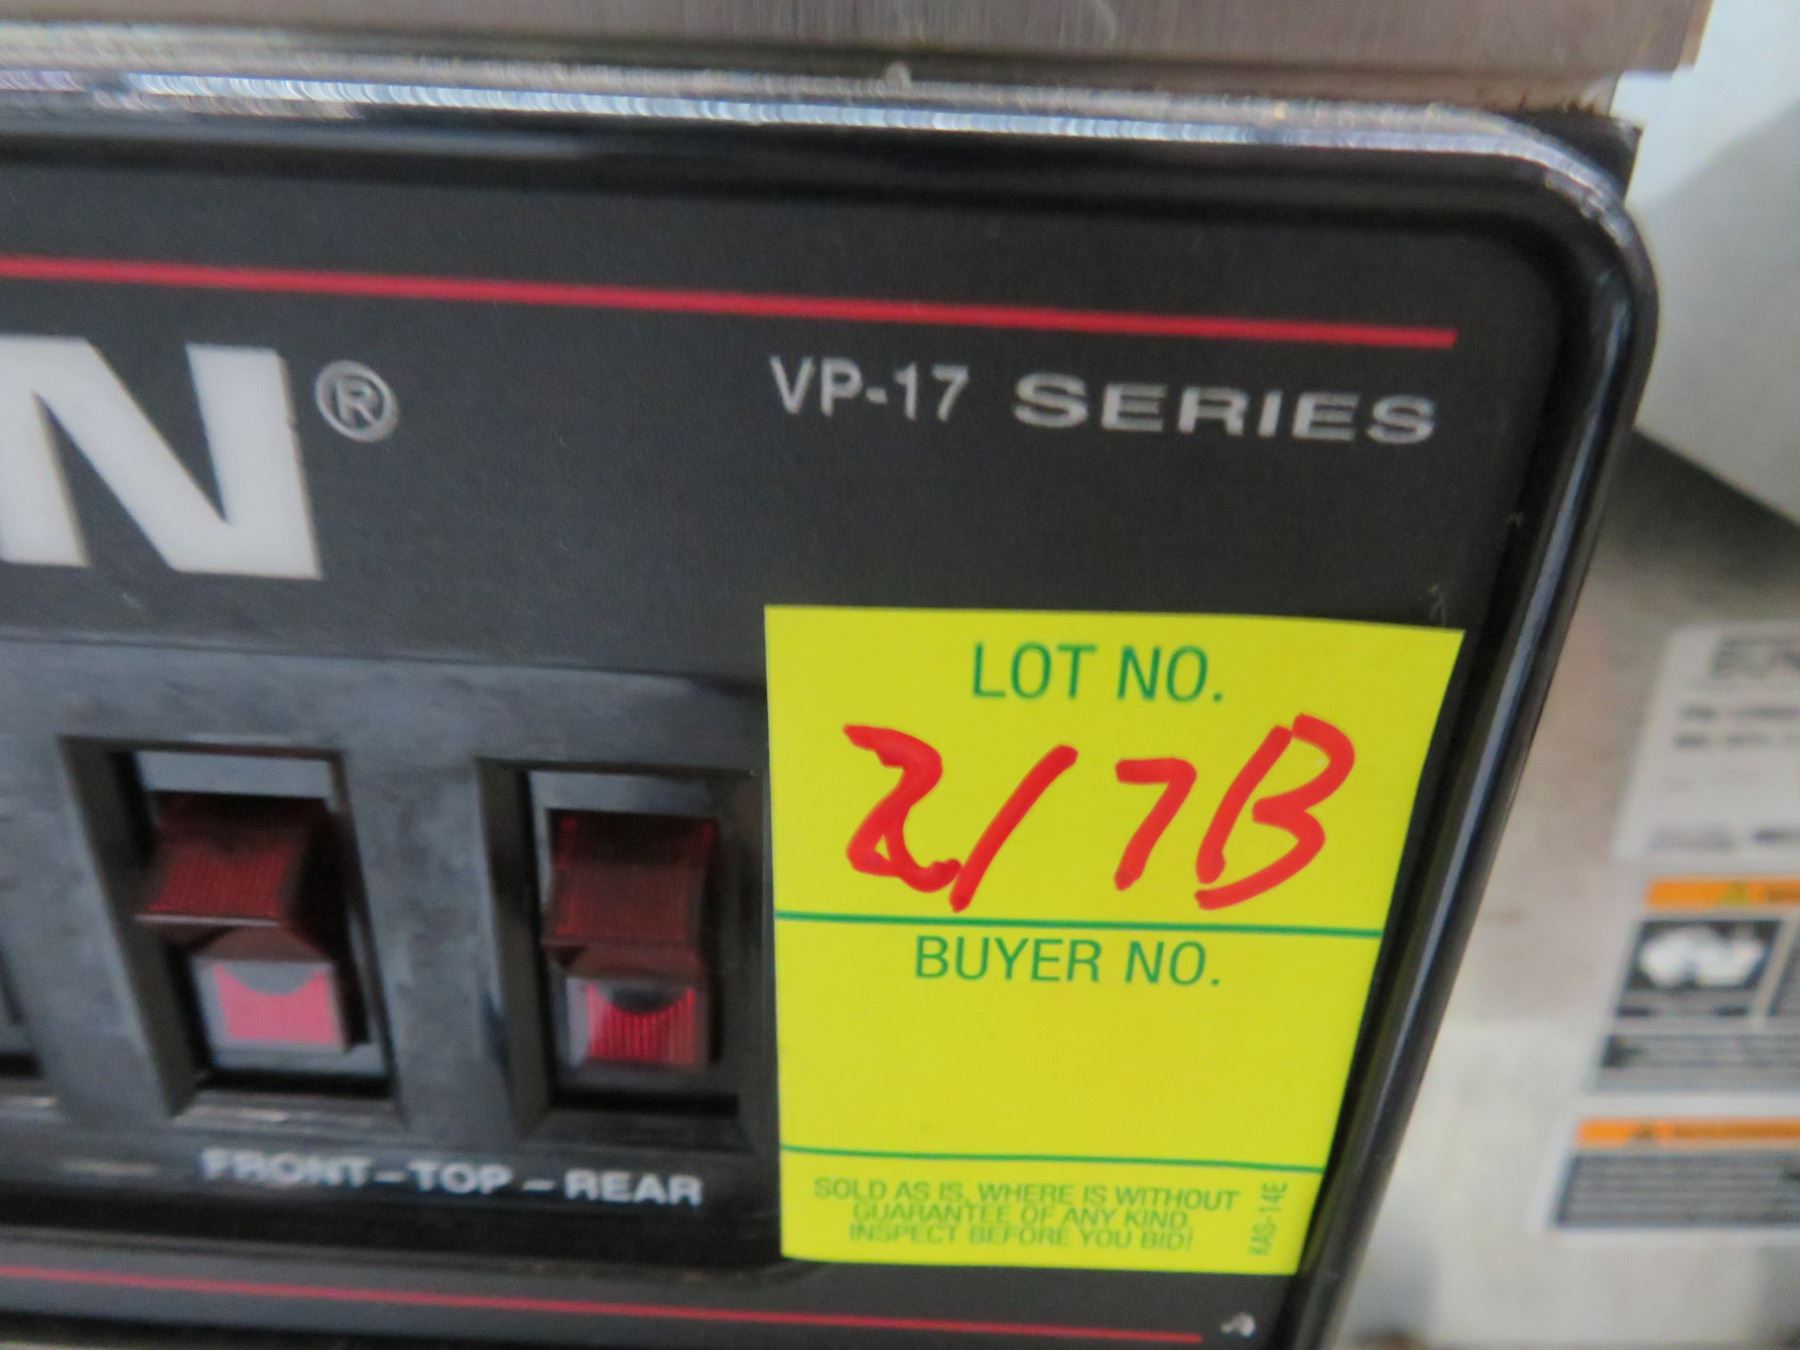 N®
VP-17 SERIES
LOT NO.
217B
BUYER NO.
FRONT-TOP-REAR
SOLD AS IS, WHERE IS WITHOUT
GUARANTEE OF ANY KIND.
INSPECT BEFORE YOU BID!
KAS-14E